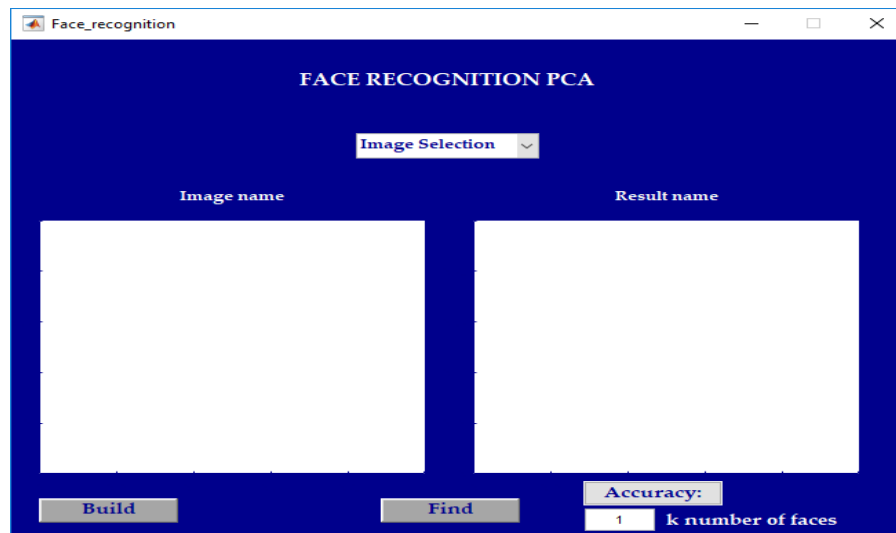 Face_recognition
FACE RECOGNITION PCA
Image Selection
Image name
Result name
Build
Find
Accuracy:
1
k number of faces